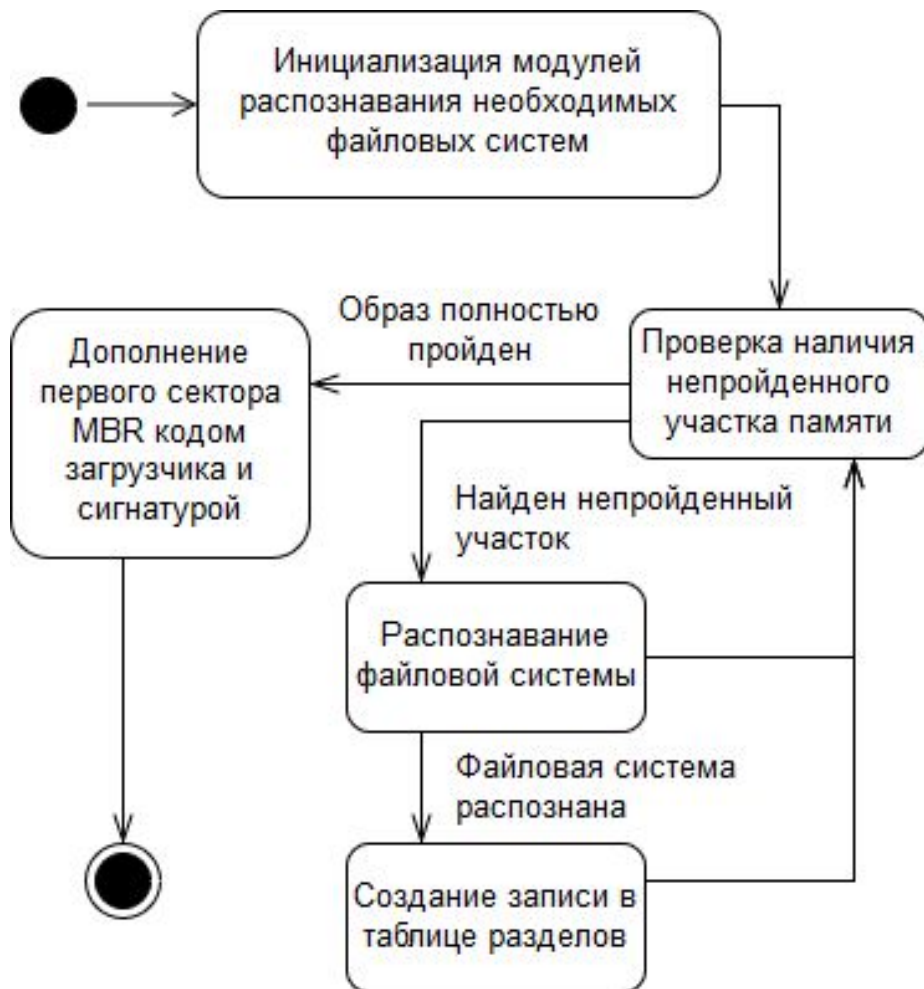 Инициализация модулей
распознавания необходимых
файловых систем
Образ полностью
пройден
Дополнение
первого сектора
MBR кодом
загрузчика и
сигнатурой
Проверка наличия
непройденного
участка памяти
Найден непройденный
участок
Распознавание
файловой системы
Файловая система
распознана
Создание записи в
таблице разделов